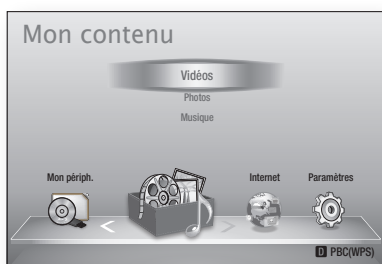 Mon contenu
Vidéos
Photos
Musique
Mon périph. Internet Paramètres
D PBC(WPS)